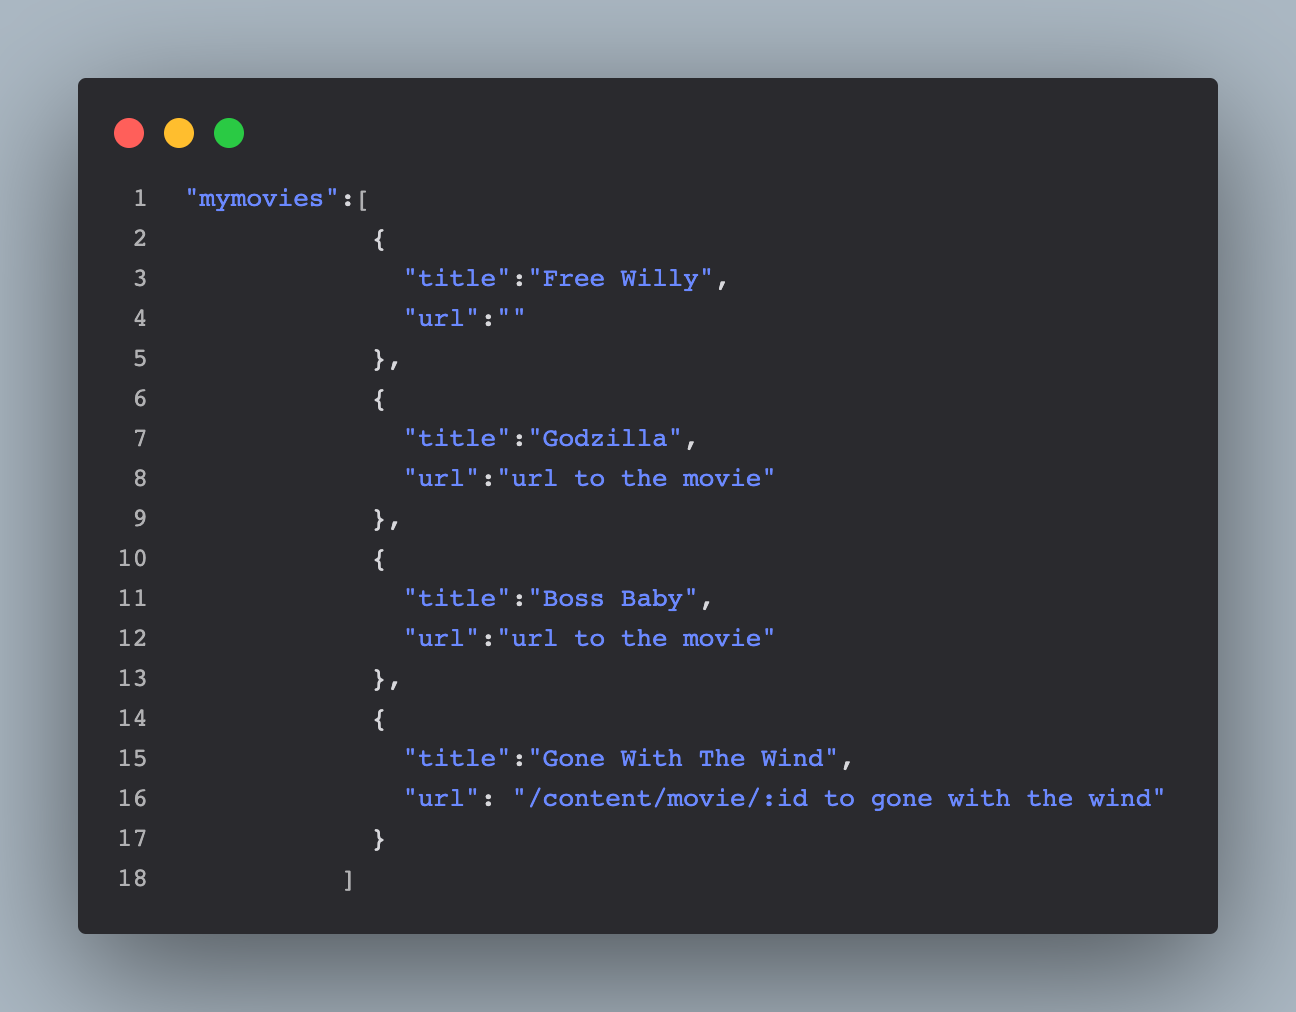 1 "mymovies":[
2 {
3 "title":"Free Willy",
4 "url":""
5 },
6 {
7 "title":"Godzilla",
8 "url":"url to the movie"
9 },
10 {
11 "title":"Boss Baby",
12 "url":"url to the movie"
13 },
14 {
15 "title":"Gone With The Wind",
16 "url": "/content/movie/:id to gone with the wind"
17 }
18 ]